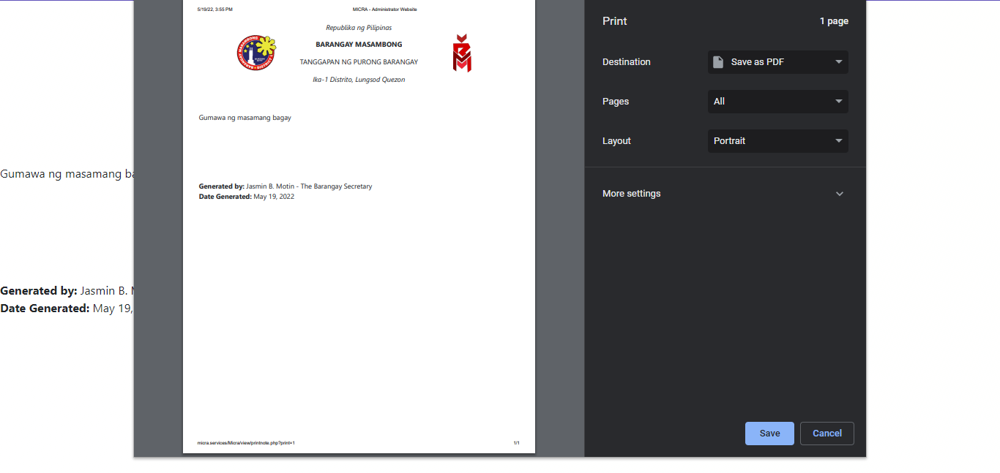 5/19/22, 3:55 PM MICRA - Administrator Website
Republika ng Pilipinas
BARANGAY MASAMBONG
TANGGAPAN NG PURONG BARANGAY
Ika-1 Distrito, Lungsod Quezon
Gumawa ng masamang bagay
Generated by: Jasmin B. Motin - The Barangay Secretary
Date Generated: May 19, 2022
micra.services/Micra/view/printnote.php?print=1 1/1
Gumawa ng masamang ba
Generated by: Jasmin B.
Date Generated: May 19,
Print 1 page
Destination Save as PDF
Pages All
Layout Portrait
More settings
Save Cancel